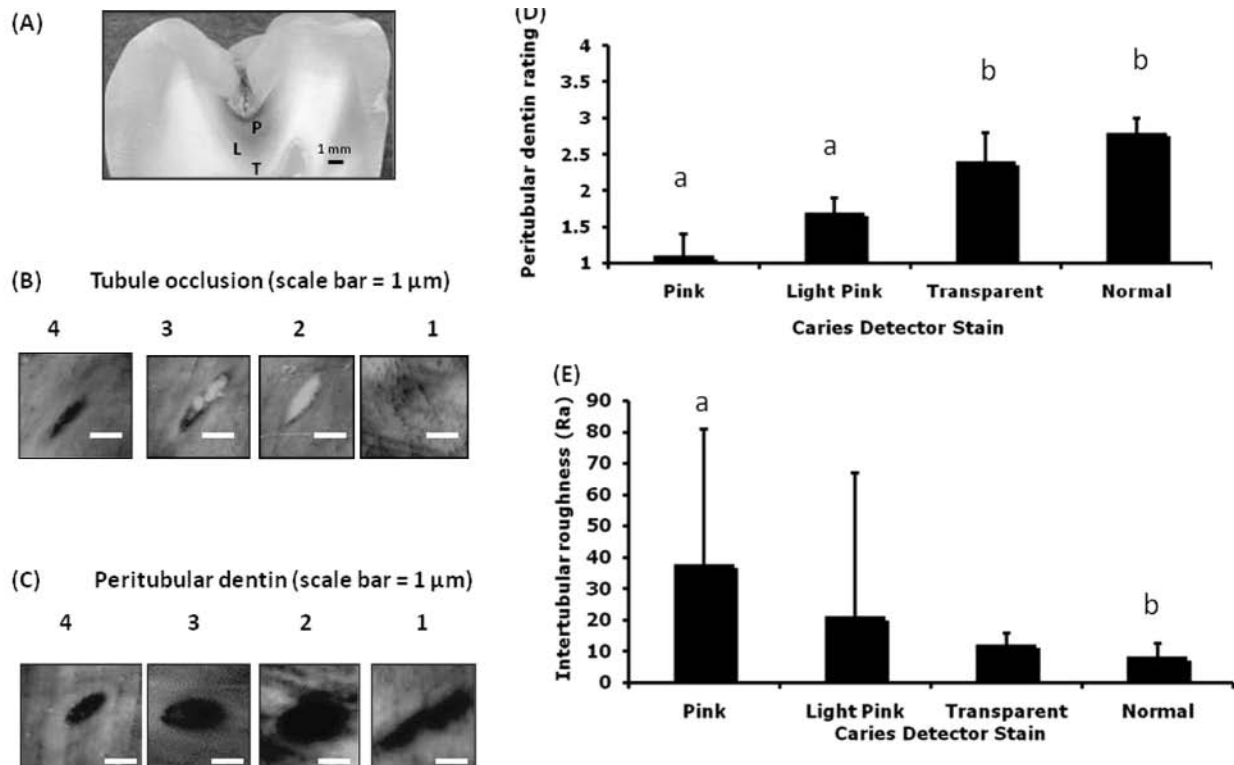 (A)
P
L
T
1 mm
(B) Tubule occlusion (scale bar = 1 µm)
4 3 2 1
(C) Peritubular dentin (scale bar = 1 µm)
4 3 2 1
(D)
Peritubular dentin rating
4
3.5
3
2.5
2
1.5
1
a
a
b
b
Pink Light Pink Transparent Normal
Caries Detector Stain
(E)
Intertubular roughness (Ra)
90
80
70
60
50
40
30
20
10
0
a
b
Pink Light Pink Transparent Normal
Caries Detector Stain